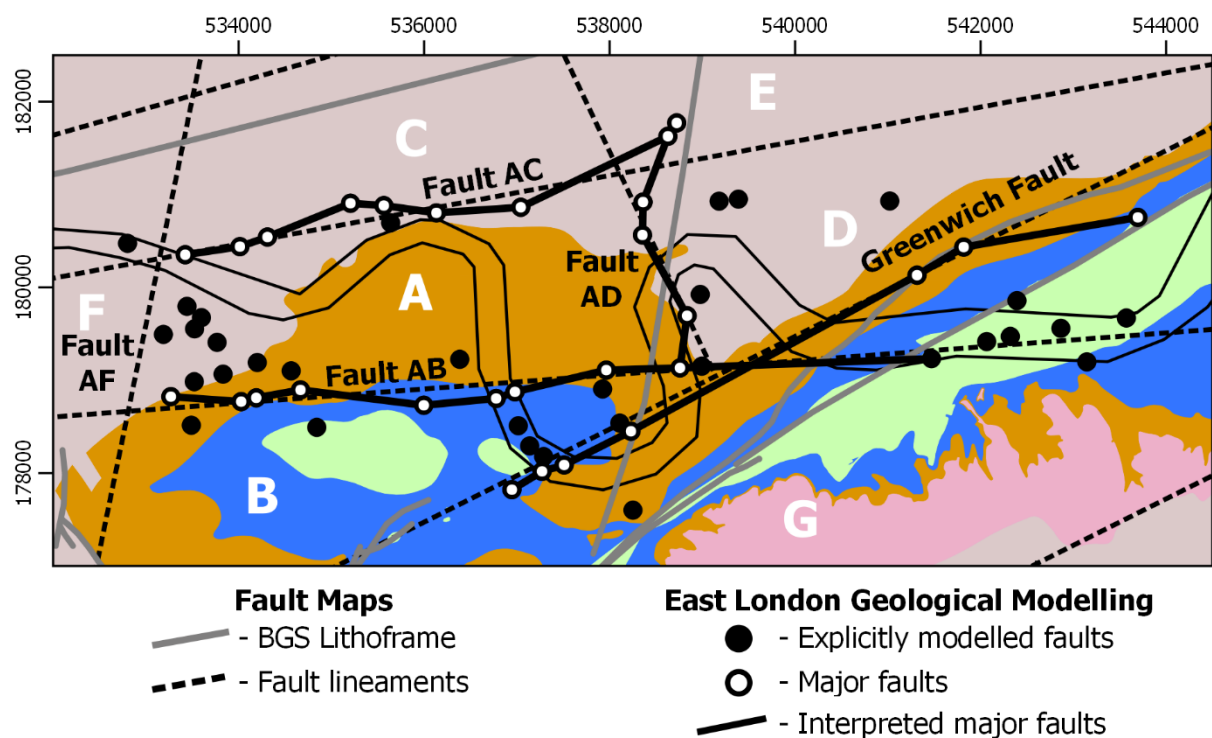 534000 536000 538000 540000 542000 544000
182000
180000
178000
E
C
Fault AC
Greenwich Fault
D
A
Fault
AD
F
Fault
AF
Fault AB
B
G
Fault Maps
- BGS Lithoframe
- Fault lineaments
East London Geological Modelling
- Explicitly modelled faults
- Major faults
- Interpreted major faults